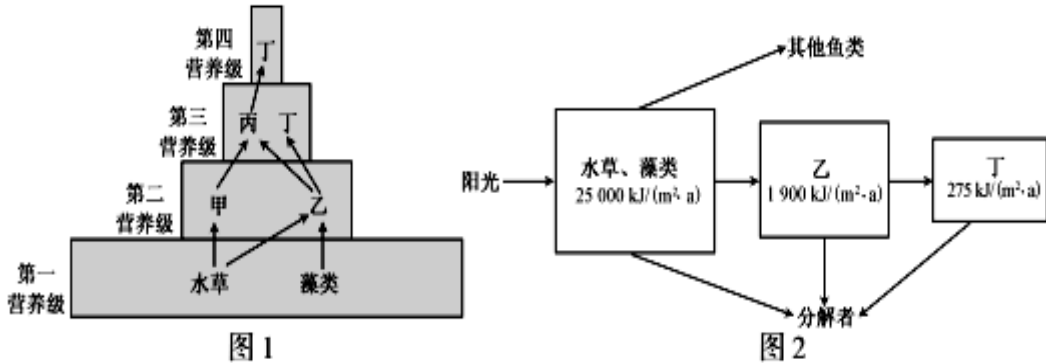 第四
营养级
丁
第三
营养级
丙 丁
第二
营养级
甲 乙
第一
营养级
水草 藻类
图1
其他鱼类
阳光
水草、藻类
25 000 kJ/(m²·a)
乙
1 900 kJ/(m²·a)
丁
275 kJ/(m²·a)
分解者
图2